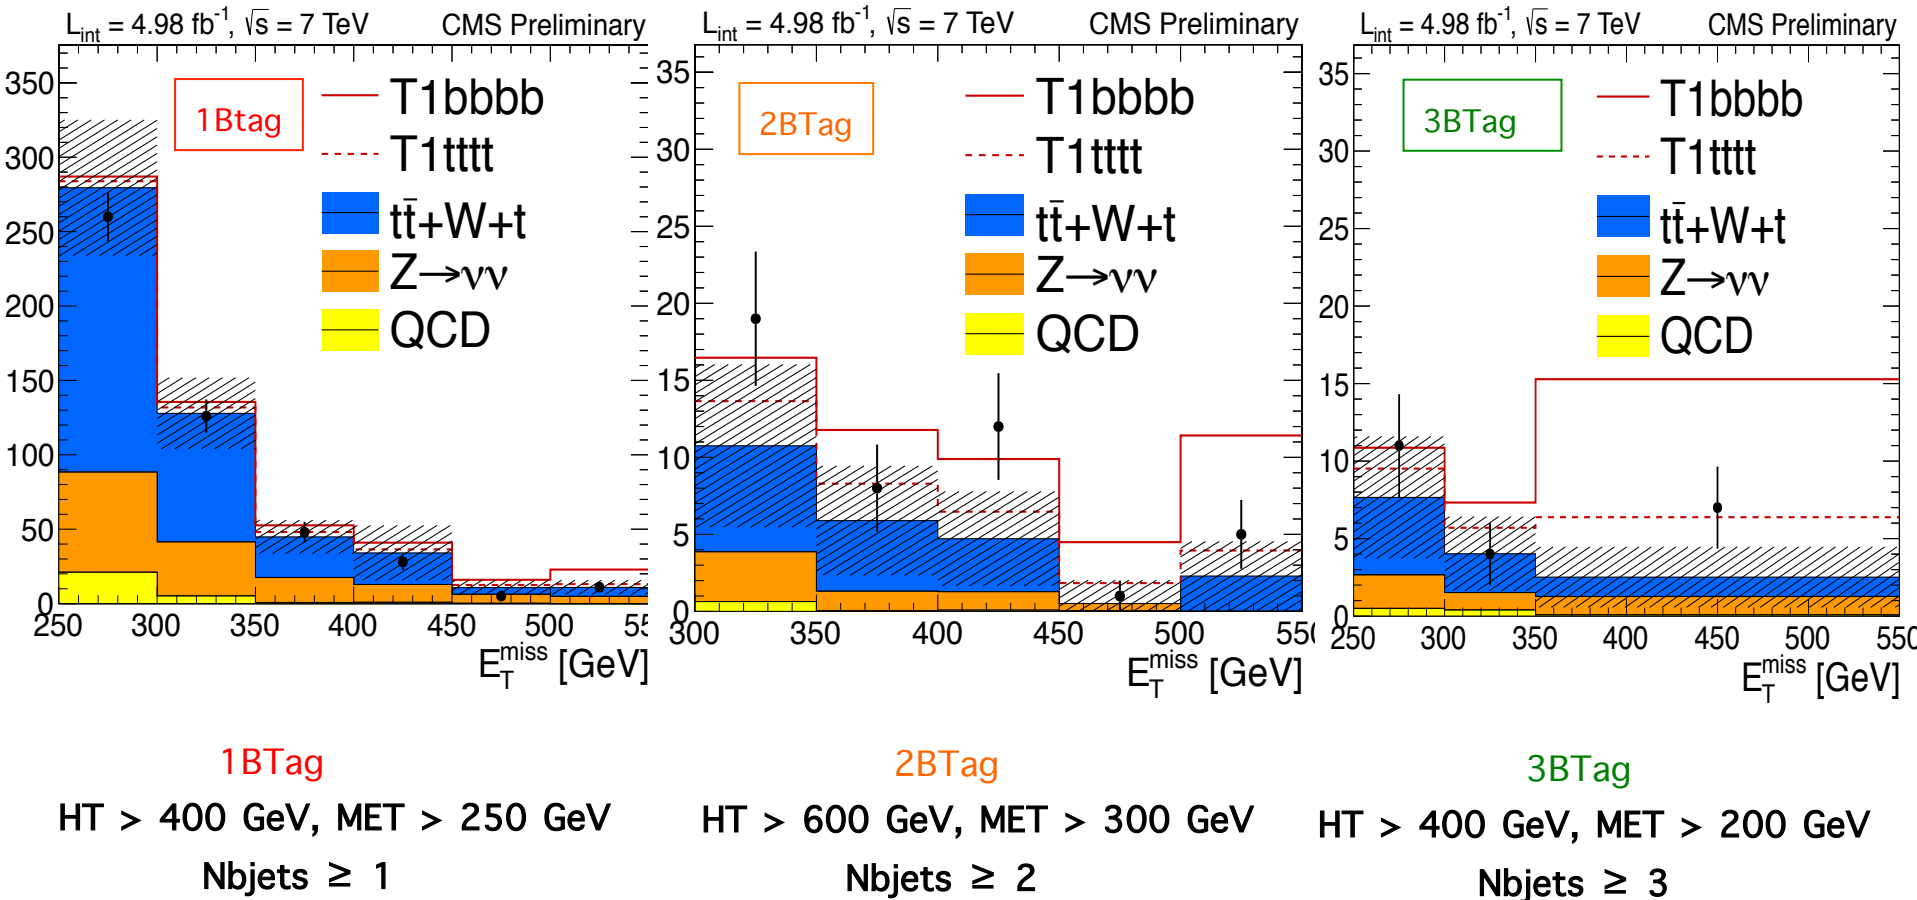 L_int = 4.98 fb⁻¹, √s = 7 TeV CMS Preliminary
1Btag
T1bbbb
T1tttt
tt̄+W+t
Z→νν
QCD
350
300
250
200
150
100
50
0
250 300 350 400 450 500 55
E_T^miss [GeV]
L_int = 4.98 fb⁻¹, √s = 7 TeV CMS Preliminary
2BTag
T1bbbb
T1tttt
tt̄+W+t
Z→νν
QCD
35
30
25
20
15
10
5
0
300 350 400 450 500 550
E_T^miss [GeV]
L_int = 4.98 fb⁻¹, √s = 7 TeV CMS Preliminary
3BTag
T1bbbb
T1tttt
tt̄+W+t
Z→νν
QCD
35
30
25
20
15
10
5
0
250 300 350 400 450 500 550
E_T^miss [GeV]
1BTag
HT > 400 GeV, MET > 250 GeV
Nbjets ≥ 1
2BTag
HT > 600 GeV, MET > 300 GeV
Nbjets ≥ 2
3BTag
HT > 400 GeV, MET > 200 GeV
Nbjets ≥ 3